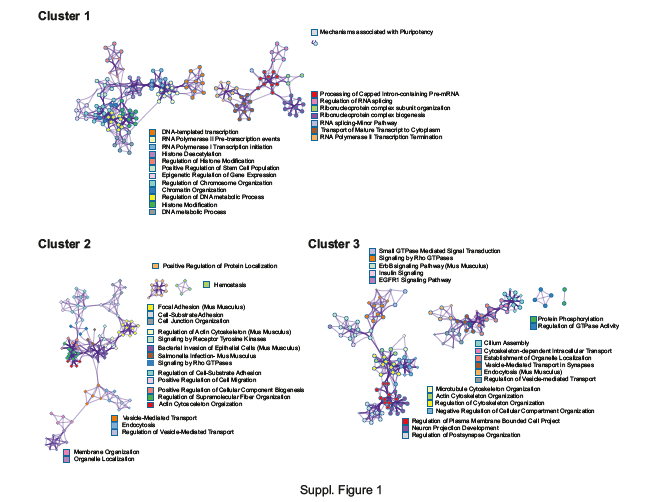 Cluster 1
Mechanisms associated with Pluripotency
Processing of Capped Intron-containing Pre-mRNA
Regulation of RNA splicing
Ribonucleoprotein complex subunit organization
Ribonucleoprotein complex biogenesis
RNA splicing-Minor Pathway
Transport of Mature Transcript to Cytoplasm
RNA Polymerase II Transcription Termination
DNA-templated transcription
RNA Polymerase II Pre-transcription events
RNA Polymerase I Transcription initiation
Histone Deacetylation
Regulation of Histone Modification
Positive Regulation of Stem Cell Population
Epigenetic Regulation of Gene Expression
Regulation of Chromosome Organization
Chromatin Organization
Regulation of DNA metabolic Process
Histone Modification
DNA metabolic Process
Cluster 2
Positive Regulation of Protein Localization
Hemostasis
Focal Adhesion (Mus Musculus)
Cell-Substrate Adhesion
Cell Junction Organization
Regulation of Actin Cytoskeleton (Mus Musculus)
Signaling by Receptor Tyrosine Kinases
Bacterial Invasion of Epithelial Cells (Mus Musculus)
Salmonella Infection- Mus Musculus
Signaling by Rho GTPases
Regulation of Cell-Substrate Adhesion
Positive Regulation of Cell Migration
Positive Regulation of Cellular Component Biogenesis
Regulation of Supramolecular Fiber Organization
Actin Cytoskeleton Organization
Vesicle-Mediated Transport
Endocytosis
Regulation of Vesicle-Mediated Transport
Membrane Organization
Organelle Localization
Cluster 3
Small GTPase Mediated Signal Transduction
Signaling by Rho GTPases
ErbB signaling Pathway (Mus Musculus)
Insulin Signaling
EGFR1 Signaling Pathway
Protein Phosphorylation
Regulation of GTPase Activity
Cilium Assembly
Cytoskeleton-dependent Intracellular Transport
Establishment of Organelle Localization
Vesicle-Mediated Transport in Synapses
Endocytosis (Mus Musculus)
Regulation of Vesicle-mediated Transport
Microtubule Cytoskeleton Organization
Actin Cytoskeleton Organization
Regulation of Cytoskeleton Organization
Negative Regulation of Cellular Compartment Organization
Regulation of Plasma Membrane Bounded Cell Project
Neuron Projection Development
Regulation of Postsynapse Organization
Suppl. Figure 1